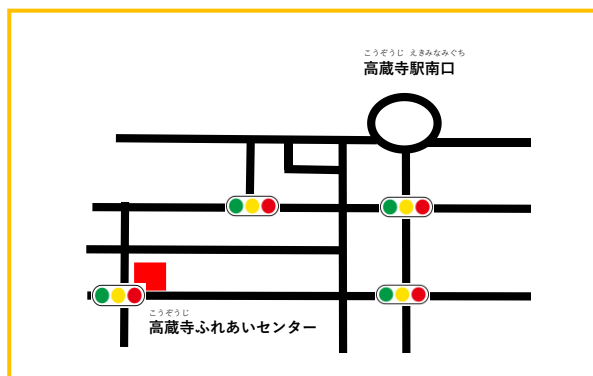 こうぞうじ えきみなみぐち
高蔵寺駅南口
こうぞうじ
高蔵寺ふれあいセンター